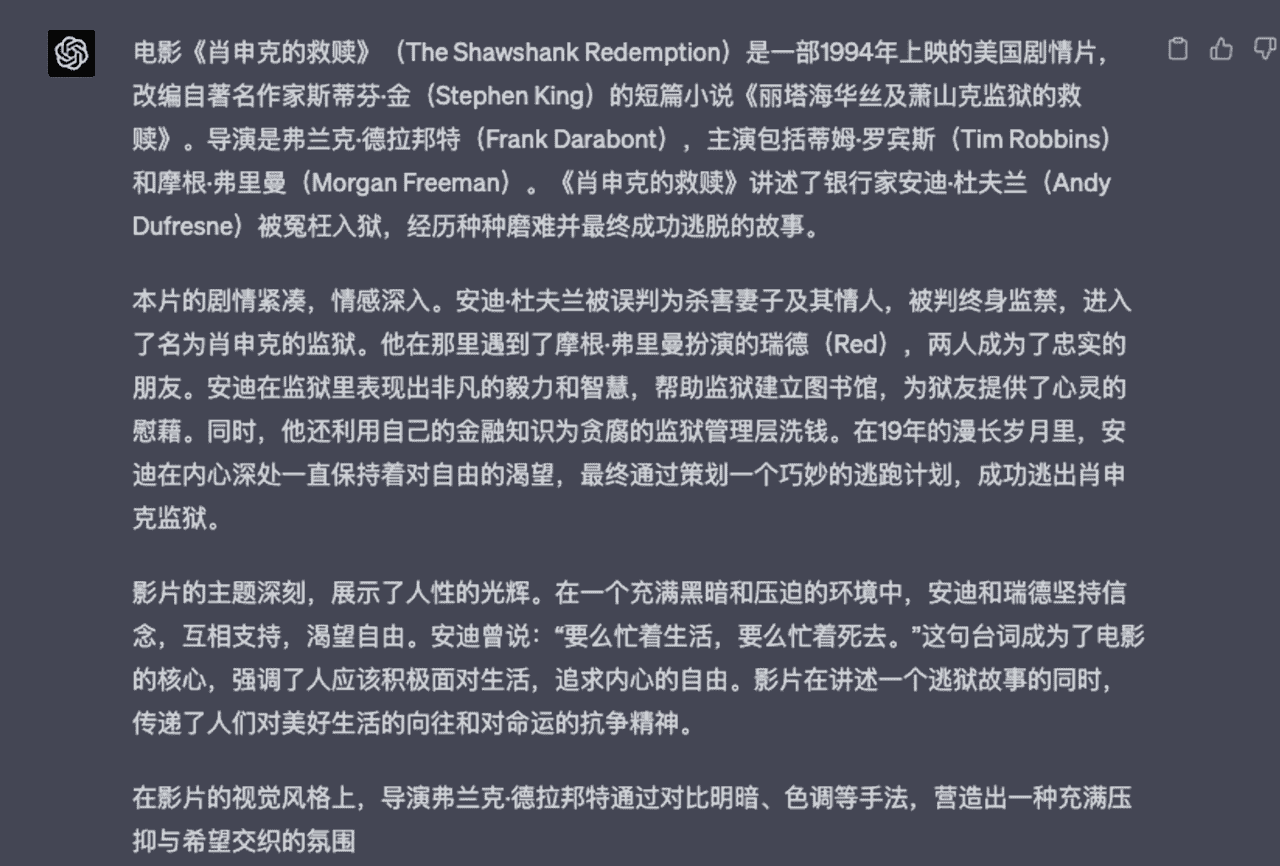 电影《肖申克的救赎》（The Shawshank Redemption）是一部1994年上映的美国剧情片，
改编自著名作家斯蒂芬·金（Stephen King）的短篇小说《丽塔海华丝及萧山克监狱的救
赎》。导演是弗兰克·德拉邦特（Frank Darabont），主演包括蒂姆·罗宾斯（Tim Robbins）
和摩根·弗里曼（Morgan Freeman）。《肖申克的救赎》讲述了银行家安迪·杜夫兰（Andy
Dufresne）被冤枉入狱，经历种种磨难并最终成功逃脱的故事。
本片的剧情紧凑，情感深入。安迪·杜夫兰被误判为杀害妻子及其情人，被判终身监禁，进入
了名为肖申克的监狱。他在那里遇到了摩根·弗里曼扮演的瑞德（Red），两人成为了忠实的
朋友。安迪在监狱里表现出非凡的毅力和智慧，帮助监狱建立图书馆，为狱友提供了心灵的
慰藉。同时，他还利用自己的金融知识为贪腐的监狱管理层洗钱。在19年的漫长岁月里，安
迪在内心深处一直保持着对自由的渴望，最终通过策划一个巧妙的逃跑计划，成功逃出肖申
克监狱。
影片的主题深刻，展示了人性的光辉。在一个充满黑暗和压迫的环境中，安迪和瑞德坚持信
念，互相支持，渴望自由。安迪曾说：“要么忙着生活，要么忙着死去。”这句台词成为了电影
的核心，强调了人应该积极面对生活，追求内心的自由。影片在讲述一个逃狱故事的同时，
传递了人们对美好生活的向往和对命运的抗争精神。
在影片的视觉风格上，导演弗兰克·德拉邦特通过对比明暗、色调等手法，营造出一种充满压
抑与希望交织的氛围